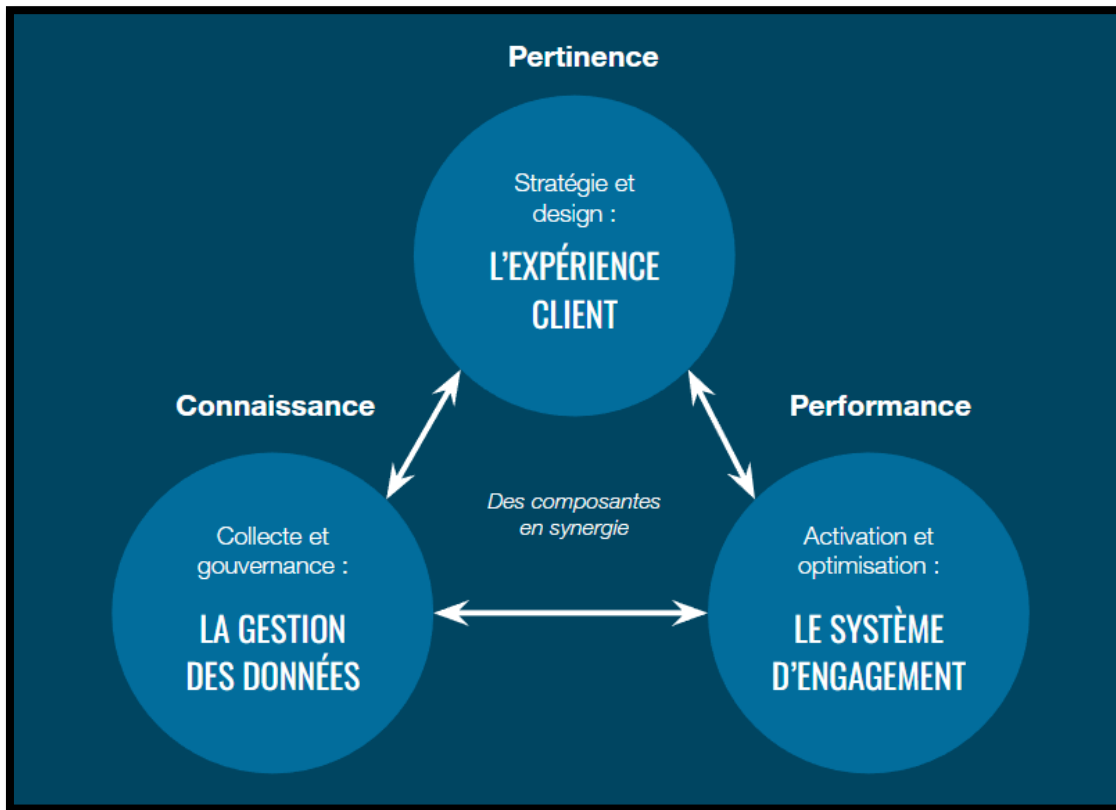 Pertinence
Stratégie et
design :
L'EXPÉRIENCE
CLIENT
Connaissance
Performance
Des composantes
en synergie
Collecte et
gouvernance :
LA GESTION
DES DONNÉES
Activation et
optimisation :
LE SYSTÈME
D'ENGAGEMENT